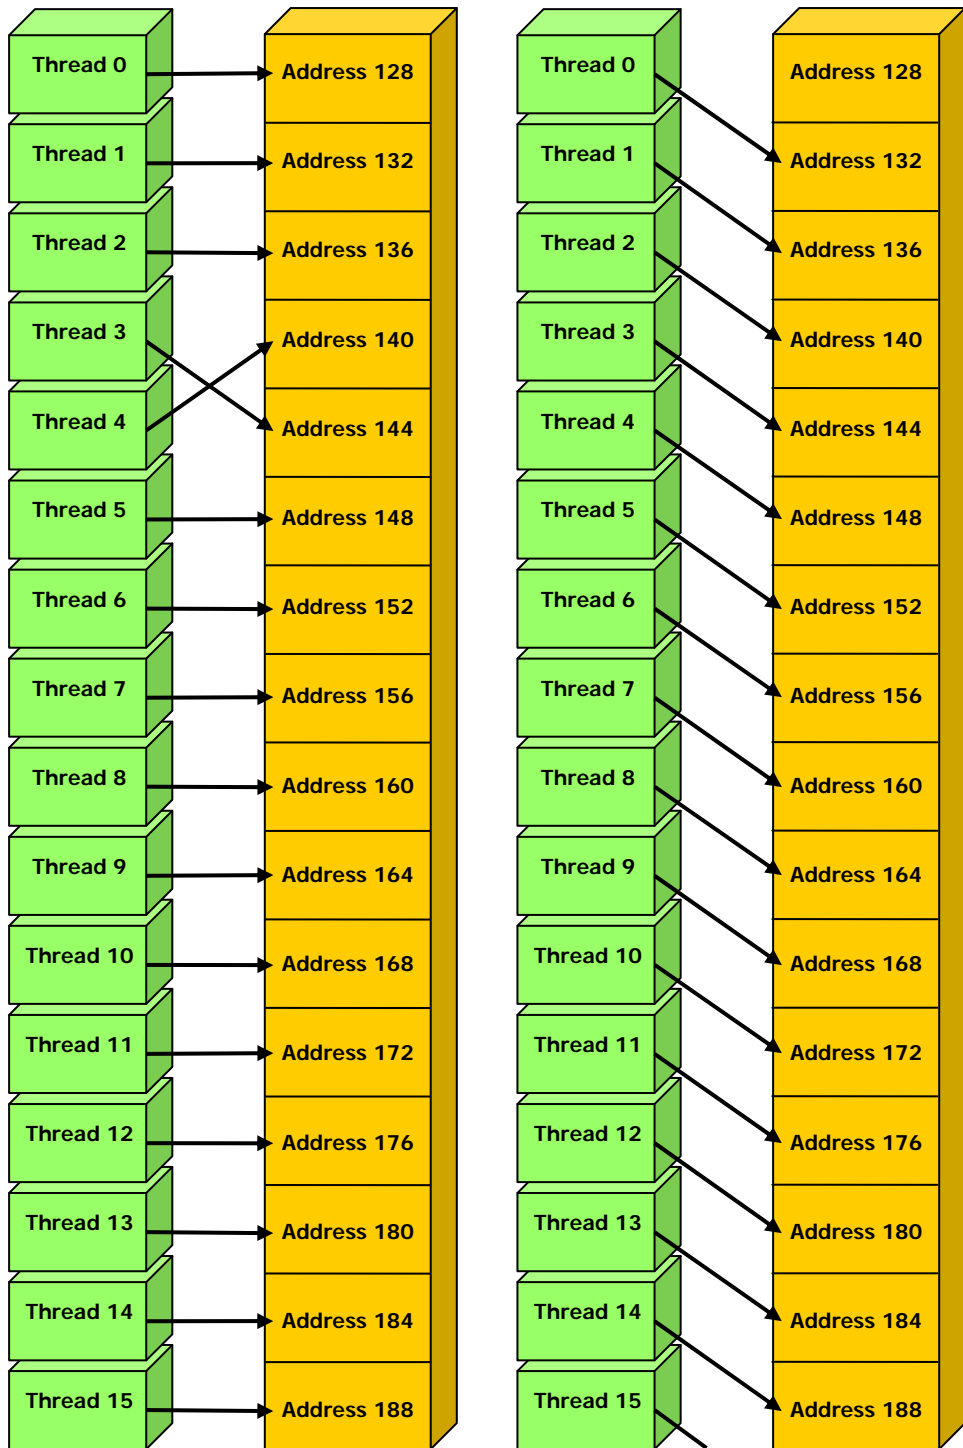 Thread 0
Address 128
Thread 1
Address 132
Thread 2
Address 136
Thread 3
Address 140
Thread 4
Address 144
Thread 5
Address 148
Thread 6
Address 152
Thread 7
Address 156
Thread 8
Address 160
Thread 9
Address 164
Thread 10
Address 168
Thread 11
Address 172
Thread 12
Address 176
Thread 13
Address 180
Thread 14
Address 184
Thread 15
Address 188
Thread 0
Address 128
Thread 1
Address 132
Thread 2
Address 136
Thread 3
Address 140
Thread 4
Address 144
Thread 5
Address 148
Thread 6
Address 152
Thread 7
Address 156
Thread 8
Address 160
Thread 9
Address 164
Thread 10
Address 168
Thread 11
Address 172
Thread 12
Address 176
Thread 13
Address 180
Thread 14
Address 184
Thread 15
Address 188